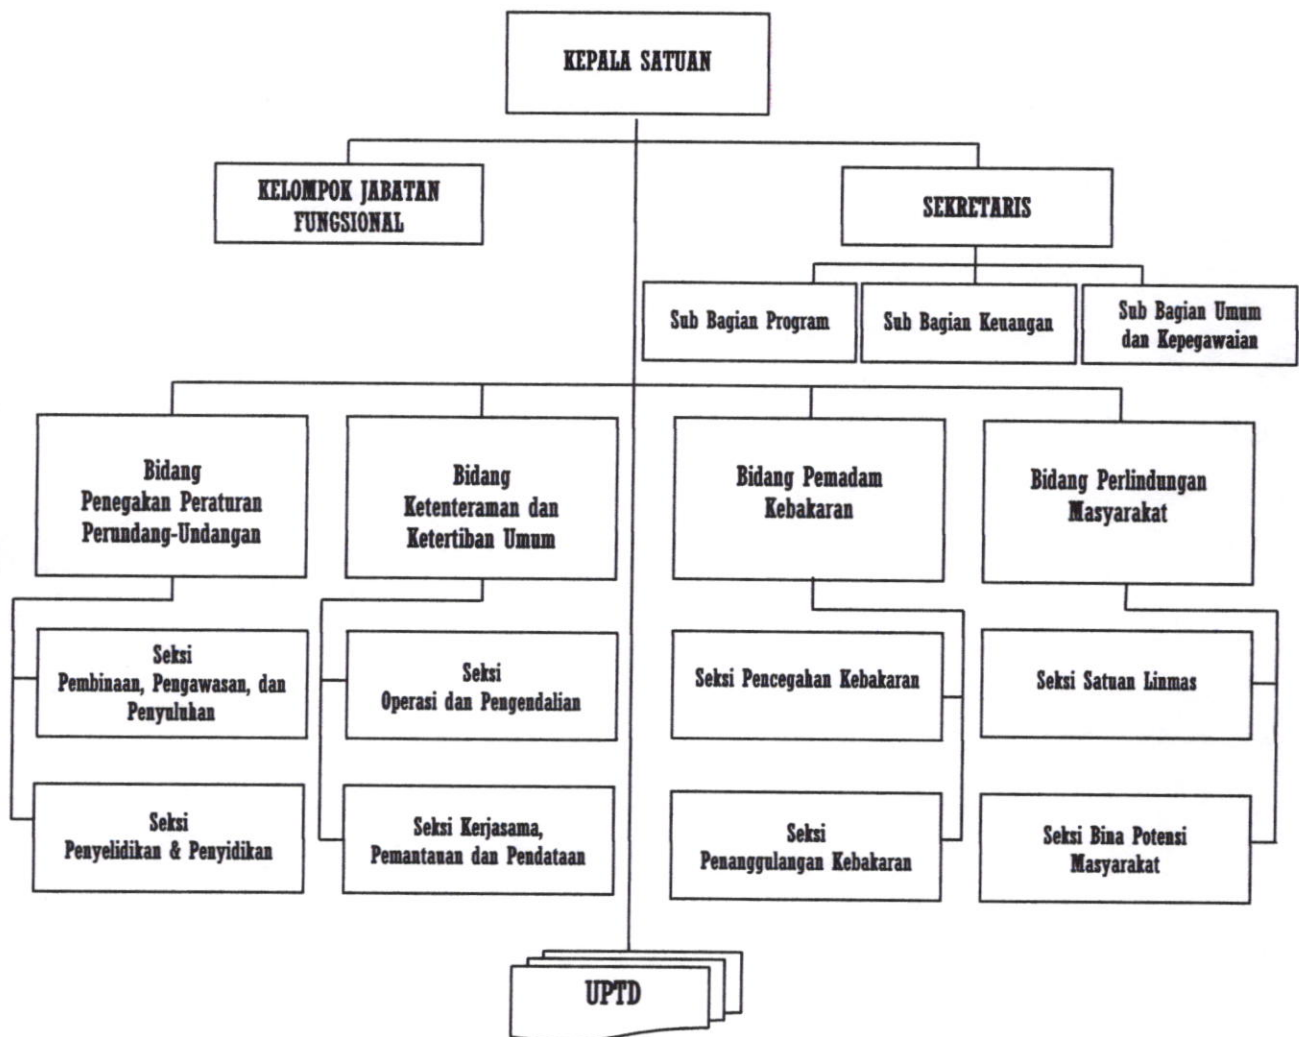 KEPALA SATUAN
KELOMPOK JABATAN
FUNGSIONAL
SEKRETARIS
Sub Bagian Program
Sub Bagian Keuangan
Sub Bagian Umum
dan Kepegawaian
Bidang
Penegakan Peraturan
Perundang-Undangan
Bidang
Ketenteraman dan
Ketertiban Umum
Bidang Pemadam
Kebakaran
Bidang Perlindungan
Masyarakat
Seksi
Pembinaan, Pengawasan, dan
Penyuluhan
Seksi
Operasi dan Pengendalian
Seksi Pencegahan Kebakaran
Seksi Satuan Linmas
Seksi
Penyelidikan & Penyidikan
Seksi Kerjasama,
Pemantauan dan Pendataan
Seksi
Penanggulangan Kebakaran
Seksi Bina Potensi
Masyarakat
UPTD